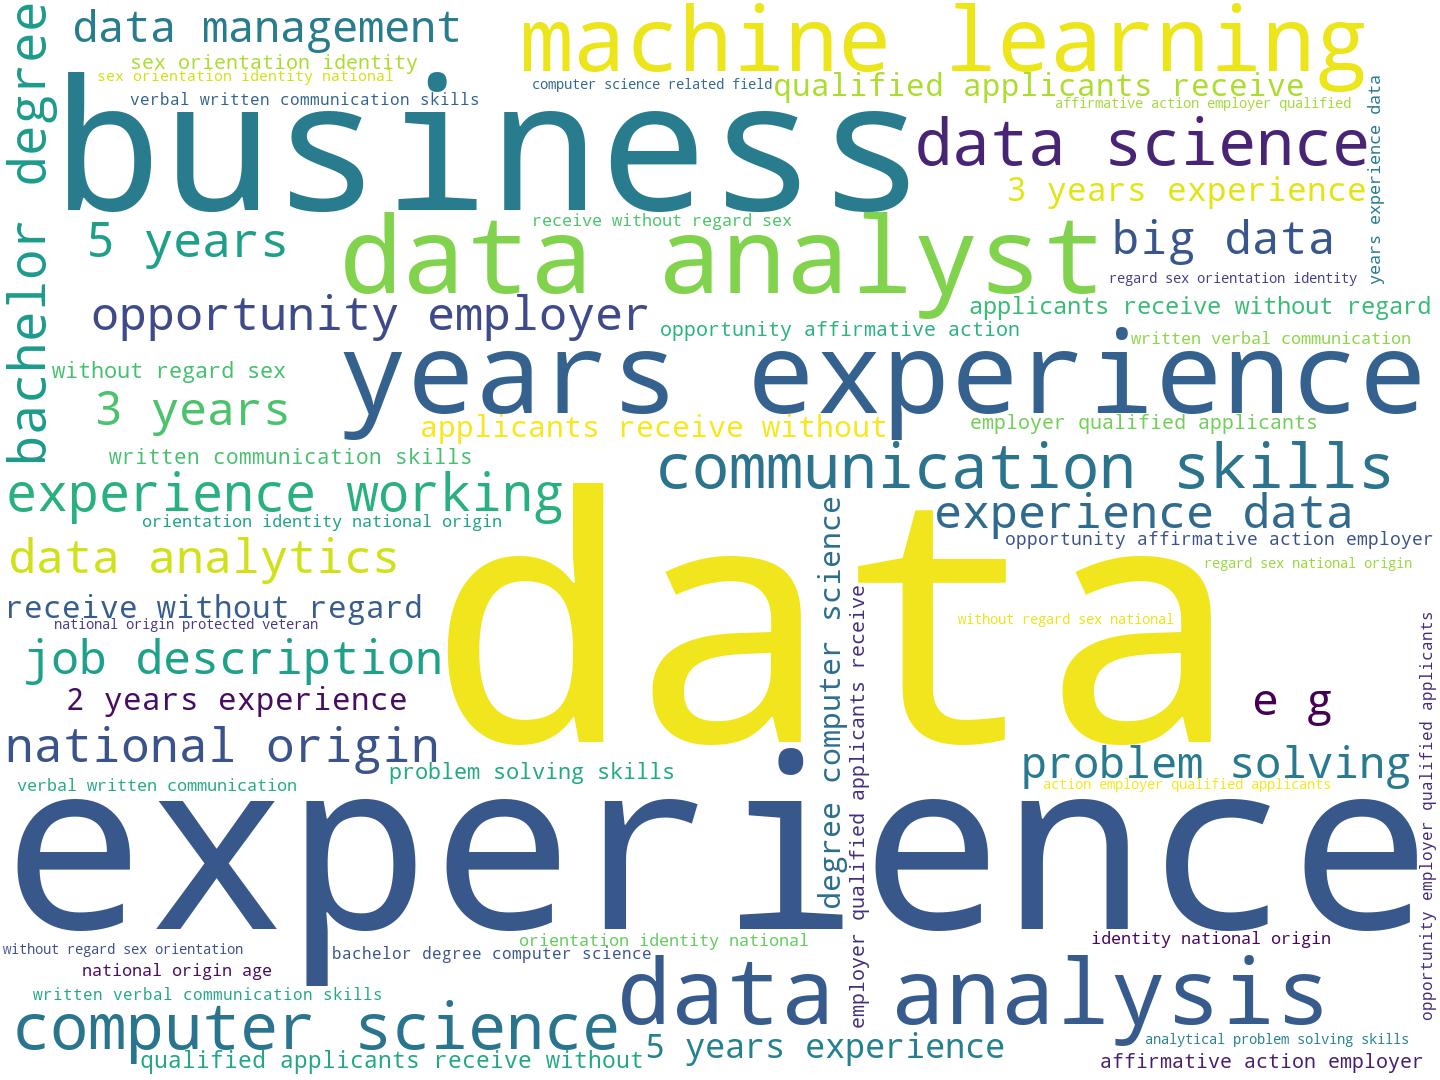 bachelor degree
data management
machine learning
sex orientation identity
sex orientation identity national
computer science related field
qualified applicants receive
verbal written communication skills
affirmative action employer qualified
years experience data
business
data science
3 years experience
receive without regard sex
5 years
data analyst
big data
regard sex orientation identity
opportunity employer
applicants receive without regard
opportunity affirmative action
written verbal communication
without regard sex
years experience
3 years
applicants receive without
employer qualified applicants
written communication skills
communication skills
experience working
orientation identity national origin
experience data
opportunity affirmative action employer
data analytics
data
degree computer science
employer qualified applicants receive
regard sex national origin
receive without regard
national origin protected veteran
without regard sex national
opportunity employer qualified applicants
job description
2 years experience
e g
national origin
problem solving
problem solving skills
verbal written communication
action employer qualified applicants
experience
without regard sex orientation
bachelor degree computer science
orientation identity national
identity national origin
national origin age
data analysis
written verbal communication skills
computer science
5 years experience
analytical problem solving skills
qualified applicants receive without
affirmative action employer